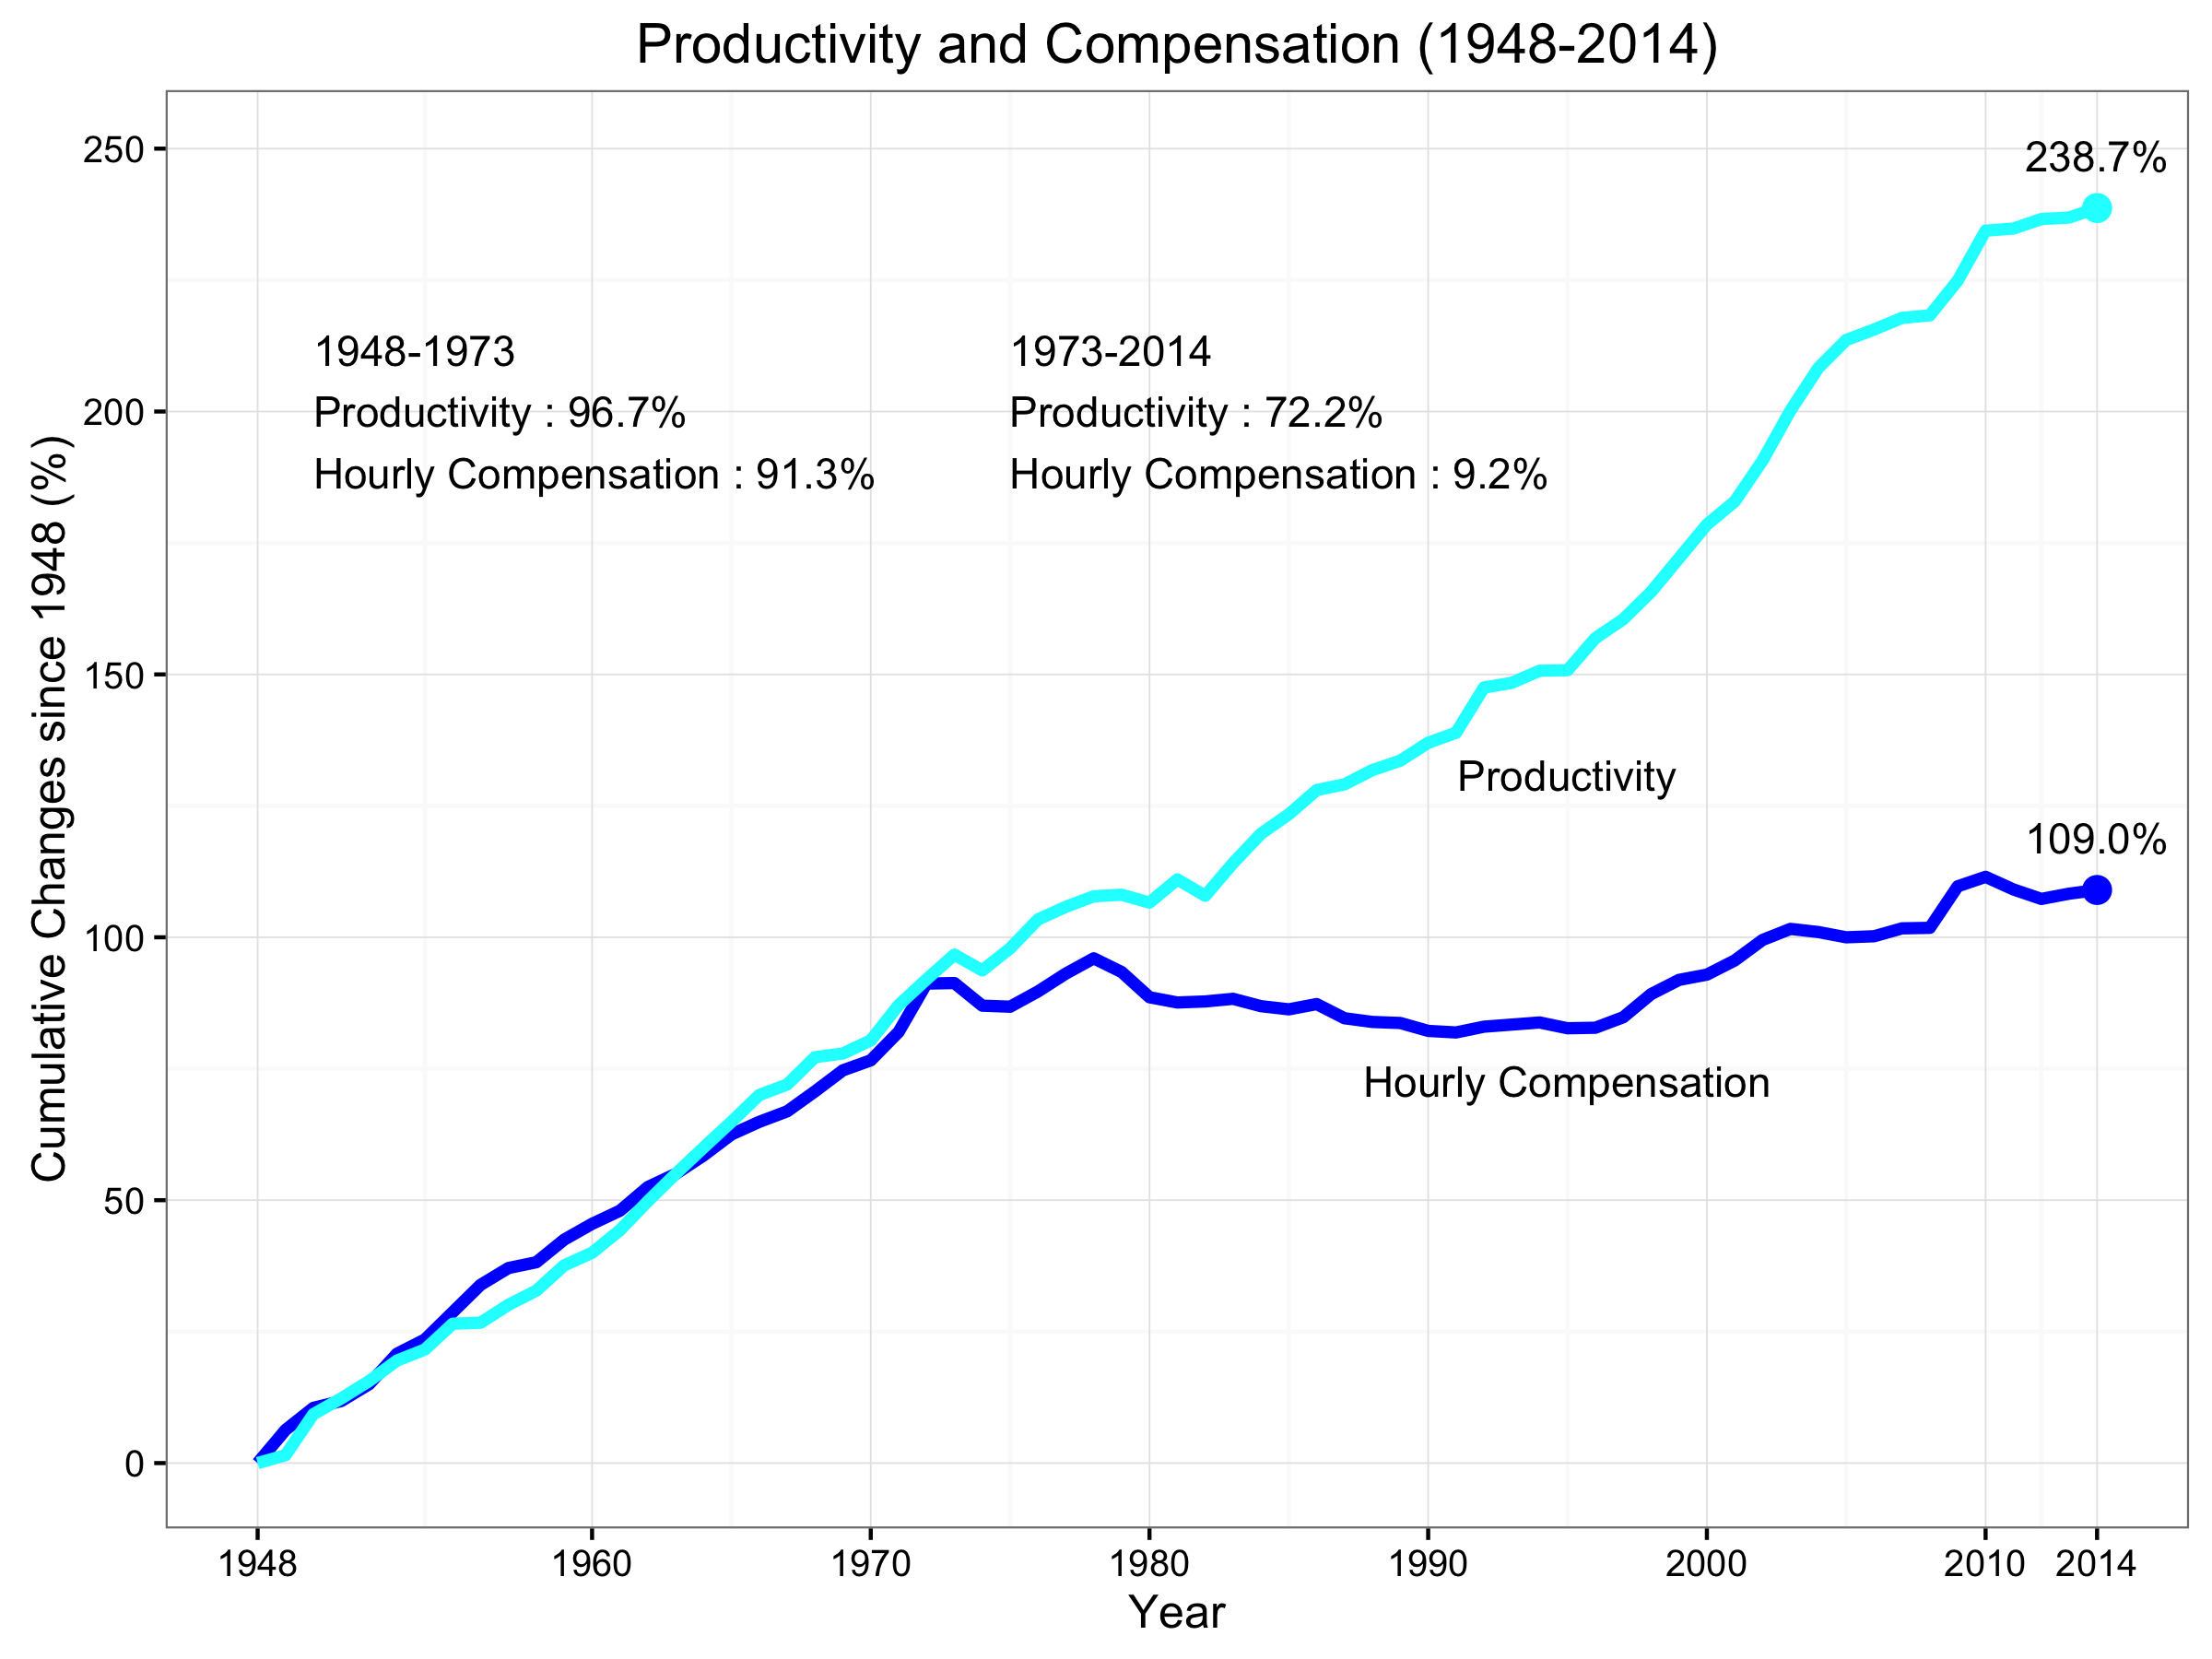 Productivity and Compensation (1948-2014)
Cumulative Changes since 1948 (%)
250
200
150
100
50
0
238.7%
1948-1973
Productivity : 96.7%
Hourly Compensation : 91.3%
1973-2014
Productivity : 72.2%
Hourly Compensation : 9.2%
Productivity
109.0%
Hourly Compensation
1948 1960 1970 1980 1990 2000 2010 2014
Year